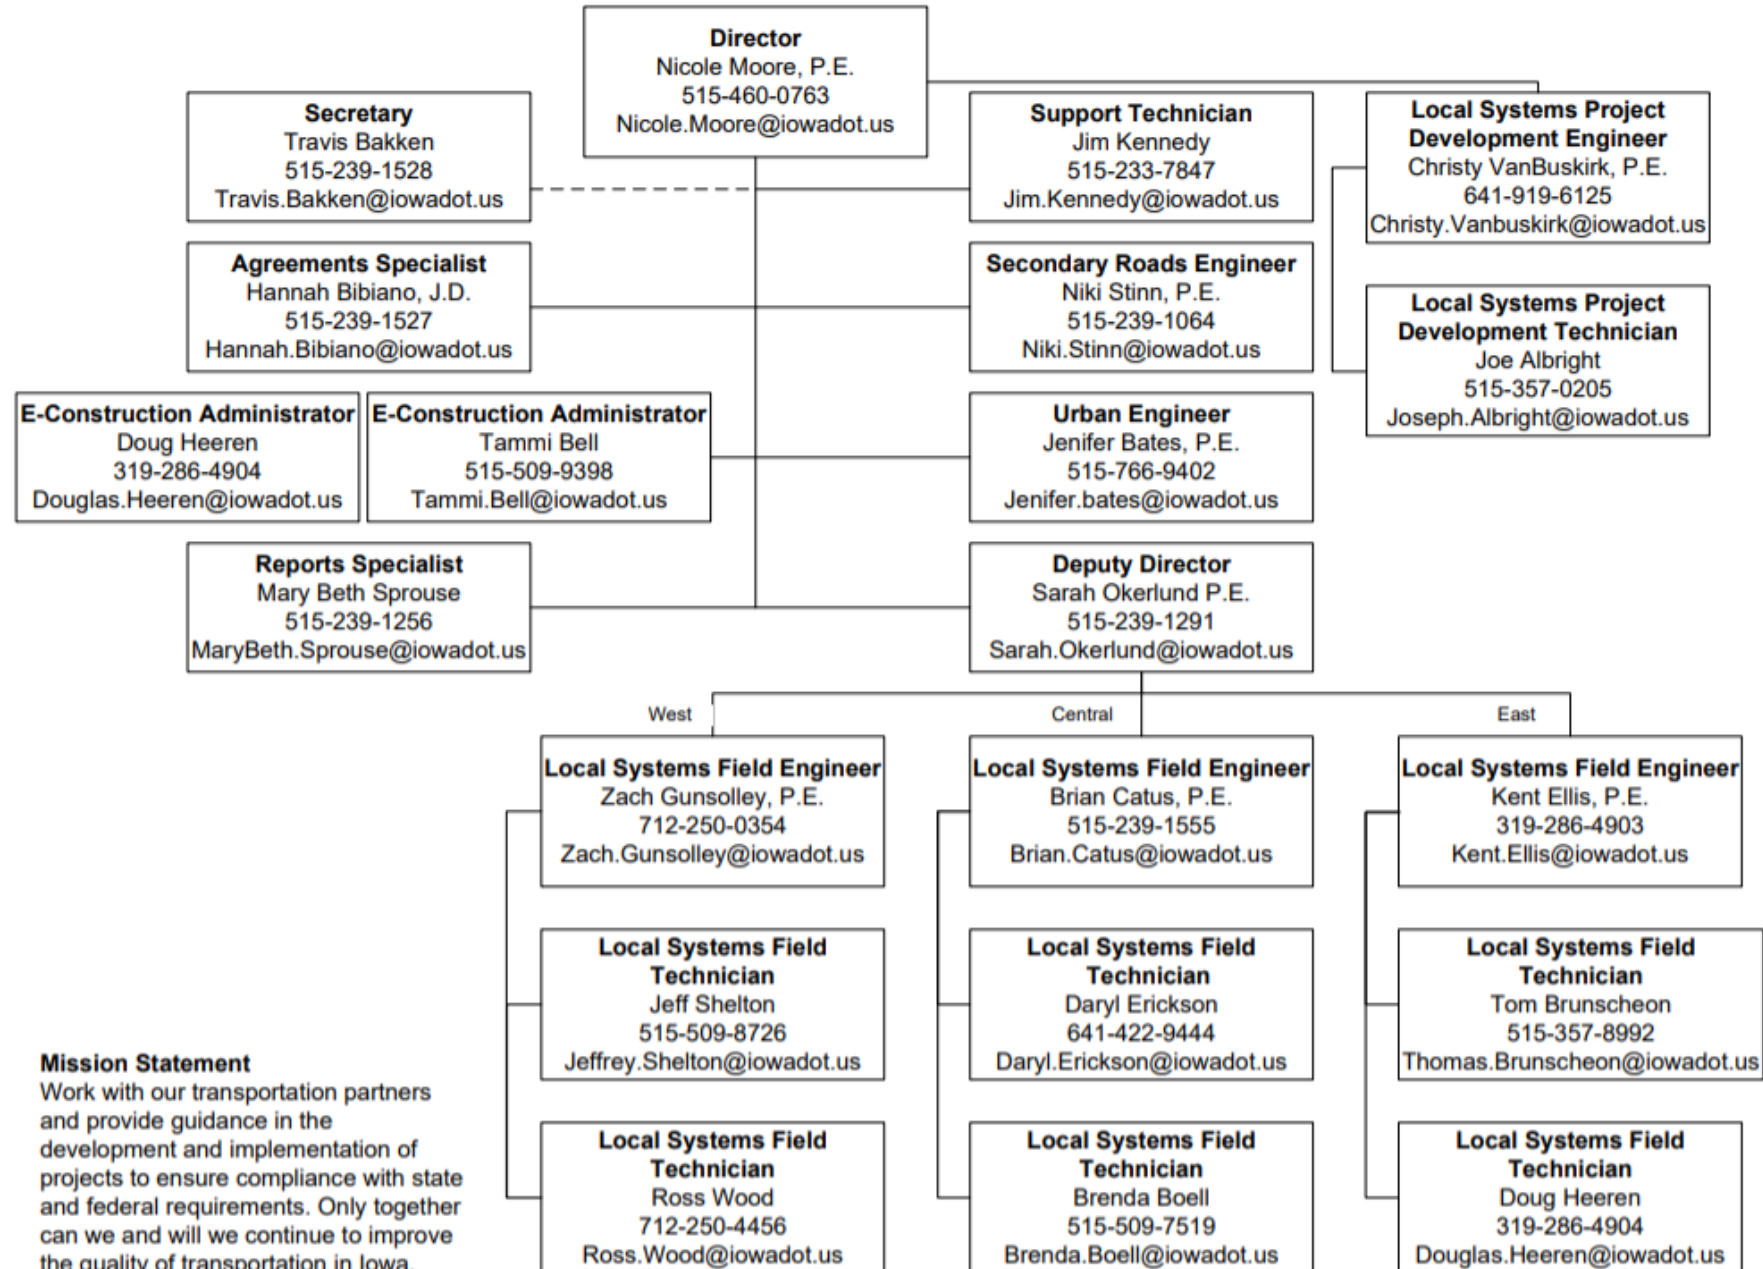 Director
Nicole Moore, P.E.
515-460-0763
Nicole.Moore@iowadot.us
Secretary
Travis Bakken
515-239-1528
Travis.Bakken@iowadot.us
Support Technician
Jim Kennedy
515-233-7847
Jim.Kennedy@iowadot.us
Local Systems Project
Development Engineer
Christy VanBuskirk, P.E.
641-919-6125
Christy.Vanbuskirk@iowadot.us
Agreements Specialist
Hannah Bibiano, J.D.
515-239-1527
Hannah.Bibiano@iowadot.us
Secondary Roads Engineer
Niki Stinn, P.E.
515-239-1064
Niki.Stinn@iowadot.us
Local Systems Project
Development Technician
Joe Albright
515-357-0205
Joseph.Albright@iowadot.us
E-Construction Administrator
Doug Heeren
319-286-4904
Douglas.Heeren@iowadot.us
E-Construction Administrator
Tammi Bell
515-509-9398
Tammi.Bell@iowadot.us
Urban Engineer
Jenifer Bates, P.E.
515-766-9402
Jenifer.bates@iowadot.us
Reports Specialist
Mary Beth Sprouse
515-239-1256
MaryBeth.Sprouse@iowadot.us
Deputy Director
Sarah Okerlund P.E.
515-239-1291
Sarah.Okerlund@iowadot.us
West
Central
East
Local Systems Field Engineer
Zach Gunsolley, P.E.
712-250-0354
Zach.Gunsolley@iowadot.us
Local Systems Field Engineer
Brian Catus, P.E.
515-239-1555
Brian.Catus@iowadot.us
Local Systems Field Engineer
Kent Ellis, P.E.
319-286-4903
Kent.Ellis@iowadot.us
Local Systems Field
Technician
Jeff Shelton
515-509-8726
Jeffrey.Shelton@iowadot.us
Local Systems Field
Technician
Daryl Erickson
641-422-9444
Daryl.Erickson@iowadot.us
Local Systems Field
Technician
Tom Brunscheon
515-357-8992
Thomas.Brunscheon@iowadot.us
Local Systems Field
Technician
Ross Wood
712-250-4456
Ross.Wood@iowadot.us
Local Systems Field
Technician
Brenda Boell
515-509-7519
Brenda.Boell@iowadot.us
Local Systems Field
Technician
Doug Heeren
319-286-4904
Douglas.Heeren@iowadot.us
Mission Statement
Work with our transportation partners
and provide guidance in the
development and implementation of
projects to ensure compliance with state
and federal requirements. Only together
can we and will we continue to improve
the quality of transportation in Iowa.